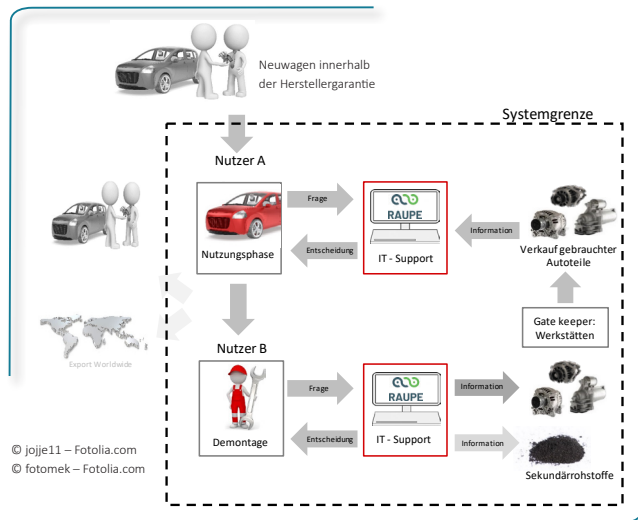 Neuwagen innerhalb
der Herstellergarantie
Systemgrenze
Nutzer A
Frage
RAUPE
Information
Entscheidung
Nutzungsphase
IT - Support
Verkauf gebrauchter
Autoteile
Gate keeper:
Werkstätten
Export Worldwide
Nutzer B
Frage
RAUPE
Information
Entscheidung
Information
Demontage
IT - Support
Sekundärrohstoffe
© jojje11 – Fotolia.com
© fotomek – Fotolia.com